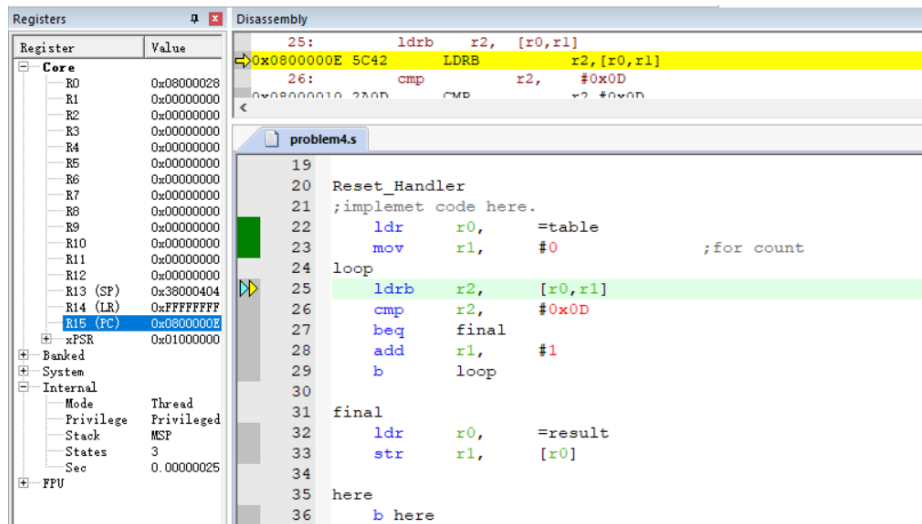 Registers
Register Value
Core
R0 0x08000028
R1 0x00000000
R2 0x00000000
R3 0x00000000
R4 0x00000000
R5 0x00000000
R6 0x00000000
R7 0x00000000
R8 0x00000000
R9 0x00000000
R10 0x00000000
R11 0x00000000
R12 0x00000000
R13 (SP) 0x38000404
R14 (LR) 0xFFFFFFFF
R15 (PC) 0x0800000E
xPSR 0x01000000
Banked
System
Internal
Mode Thread
Privilege Privileged
Stack MSP
States 3
Sec 0.00000025
FPU
Disassembly
25: ldrb r2, [r0,r1]
0x0800000E 5C42 LDRB r2,[r0,r1]
26: cmp r2, #0x0D
0x08000010 2A0D CMP r2,#0x0D
problem4.s
19
20 Reset_Handler
21 ;implemet code here.
22 ldr r0, =table
23 mov r1, #0 ;for count
24 loop
25 ldrb r2, [r0,r1]
26 cmp r2, #0x0D
27 beq final
28 add r1, #1
29 b loop
30
31 final
32 ldr r0, =result
33 str r1, [r0]
34
35 here
36 b here